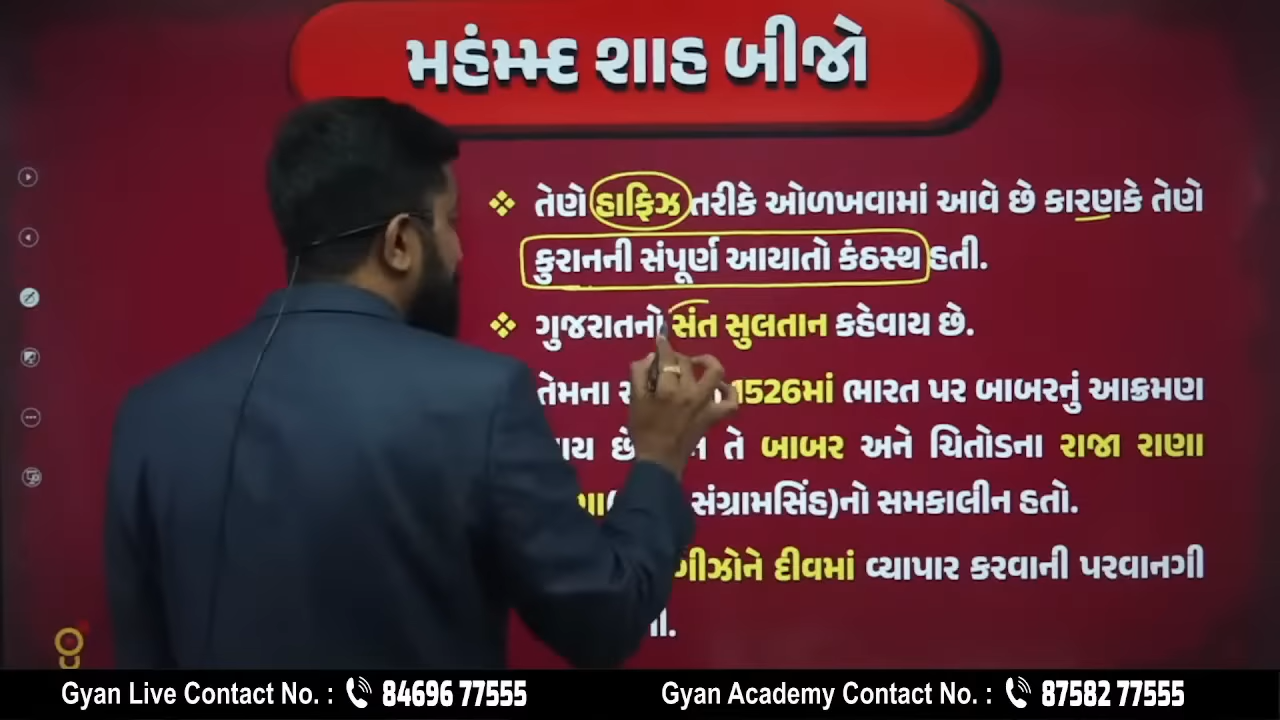 મહંમ્મ્દ શાહ બીજો
તેણે હાફિઝ તરીકે ઓળખવામાં આવે છે કારણકે તેણે
કુરાનની સંપૂર્ણ આયાતો કંઠસ્થ હતી.
ગુજરાતનો સંત સુલતાન કહેવાય છે.
તેમના 1526માં ભારત પર બાબરનું આક્રમણ
તે બાબર અને ચિતોડના રાજા રાણા
સંગ્રામસિંહ)નો સમકાલીન હતો.
દીવમાં વ્યાપાર કરવાની પરવાનગી
Gyan Live Contact No. : 84696 77555
Gyan Academy Contact No. : 87582 77555